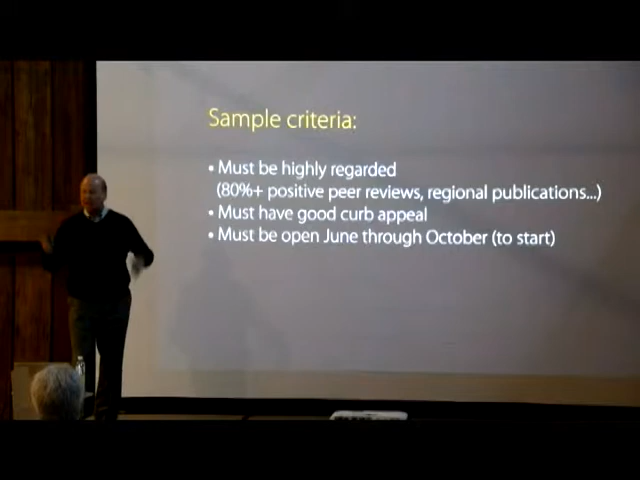 Sample criteria:
• Must be highly regarded
(80%+ positive peer reviews, regional publications...)
• Must have good curb appeal
• Must be open June through October (to start)